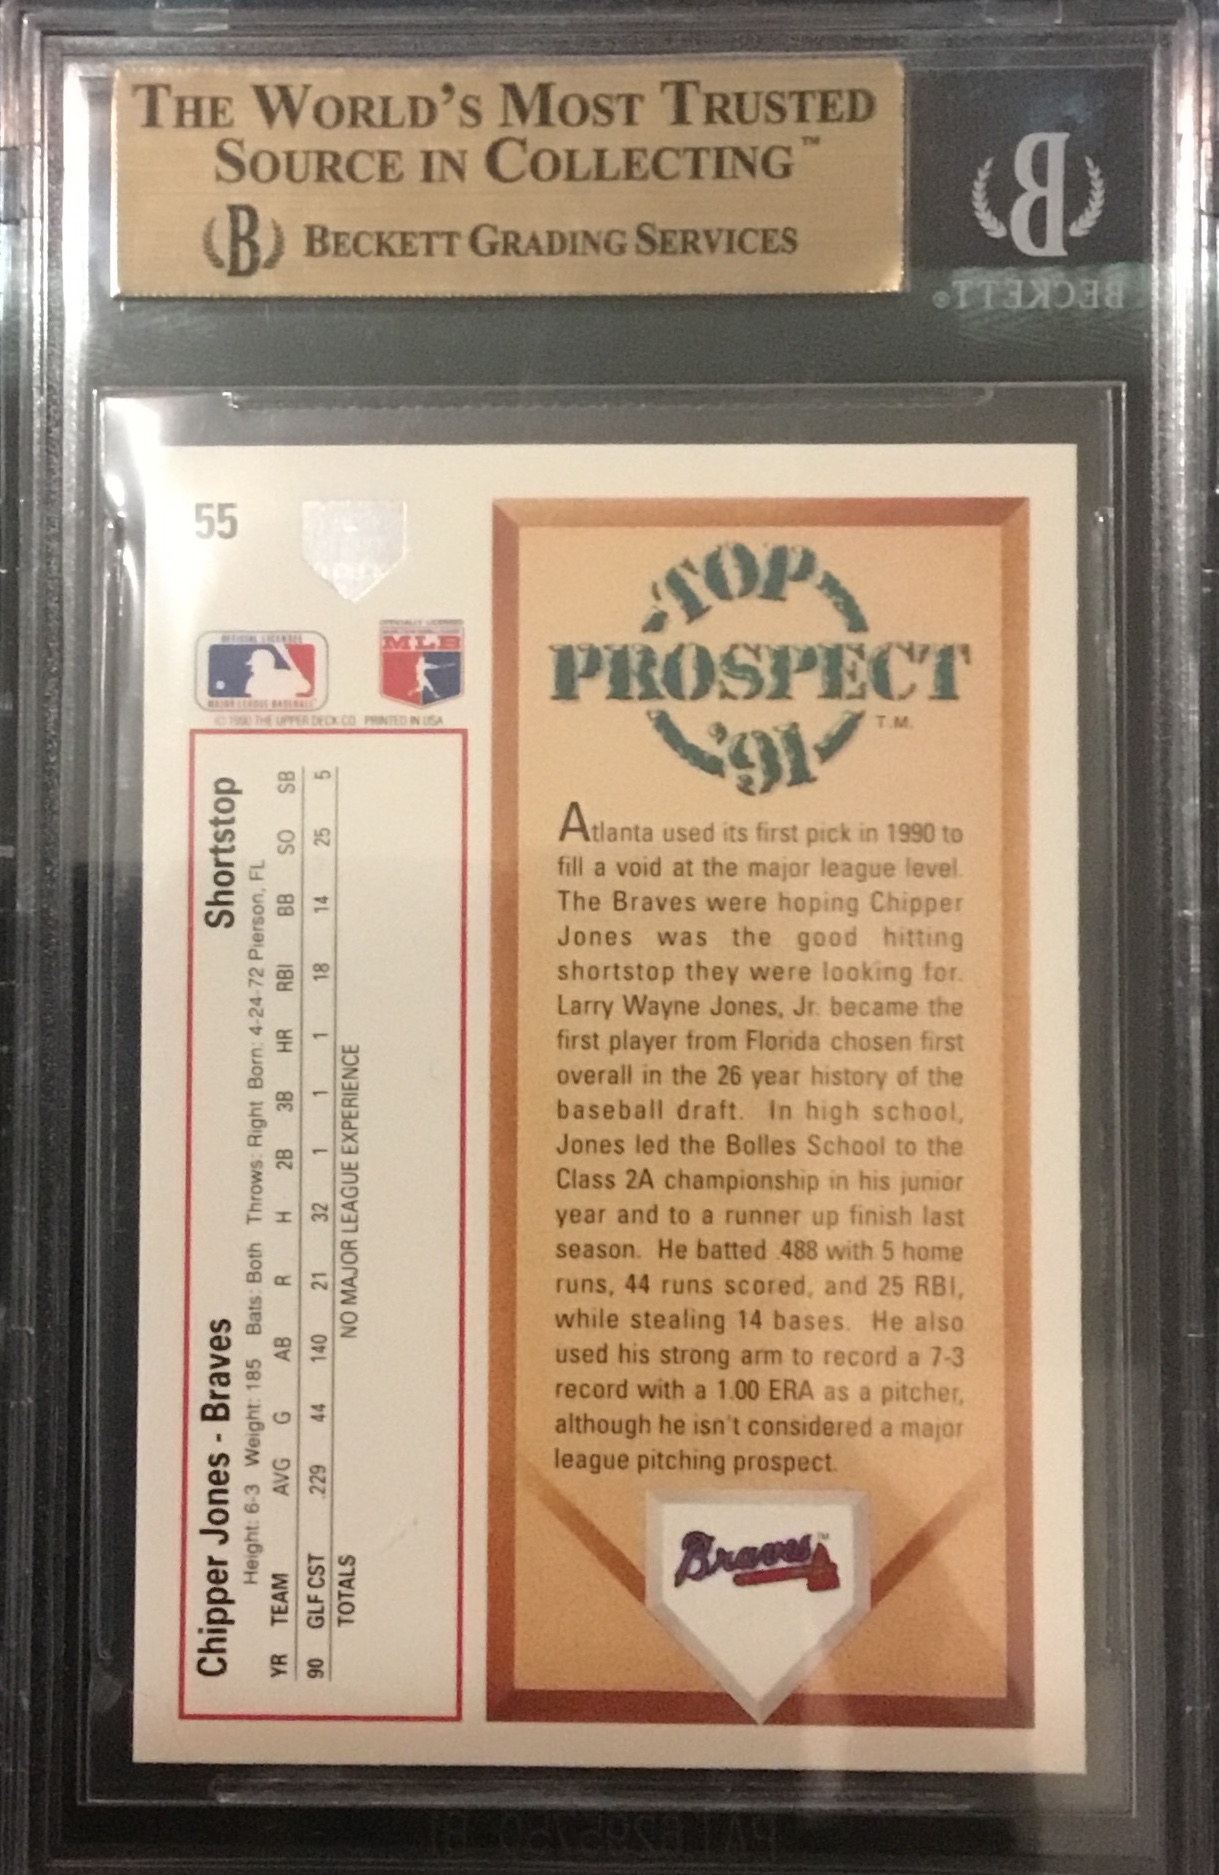 THE WORLD'S MOST TRUSTED
SOURCE IN COLLECTING™
B BECKETT GRADING SERVICES
B
BECKETT®
55
OFFICIAL LICENSEE
MAJOR LEAGUE BASEBALL
OFFICIALLY LICENSED
MLB
© 1990 THE UPPER DECK CO. PRINTED IN USA
Chipper Jones - Braves Shortstop
Height: 6-3 Weight: 185 Bats: Both Throws: Right Born: 4-24-72 Pierson, FL
YR TEAM AVG G AB R H 2B 3B HR RBI BB SO SB
90 GLF CST .229 44 140 21 32 1 1 1 18 14 25 5
TOTALS NO MAJOR LEAGUE EXPERIENCE
TOP
PROSPECT
'91 T.M.
Atlanta used its first pick in 1990 to
fill a void at the major league level.
The Braves were hoping Chipper
Jones was the good hitting
shortstop they were looking for.
Larry Wayne Jones, Jr. became the
first player from Florida chosen first
overall in the 26 year history of the
baseball draft. In high school,
Jones led the Bolles School to the
Class 2A championship in his junior
year and to a runner up finish last
season. He batted .488 with 5 home
runs, 44 runs scored, and 25 RBI,
while stealing 14 bases. He also
used his strong arm to record a 7-3
record with a 1.00 ERA as a pitcher,
although he isn't considered a major
league pitching prospect.
Braves™